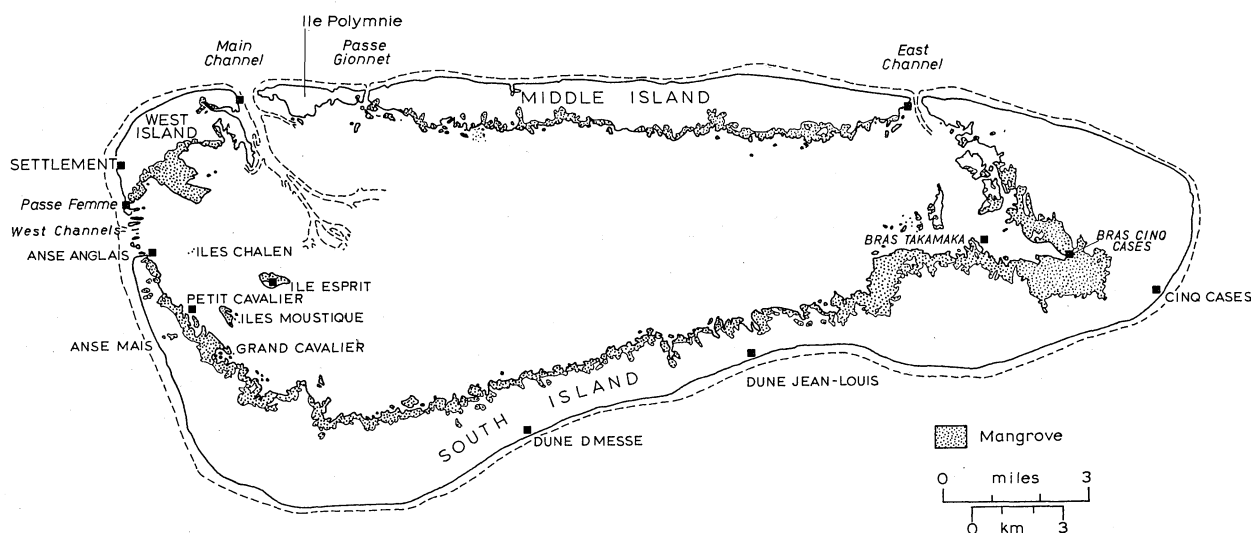 Ile Polymnie
Main
Channel
Passe
Gionnet
East
Channel
MIDDLE ISLAND
WEST
ISLAND
SETTLEMENT
Passe Femme
West Channels
ANSE ANGLAIS
ILES CHALEN
BRAS TAKAMAKA
BRAS CINQ
CASES
ILE ESPRIT
CINQ CASES
PETIT CAVALIER
ILES MOUSTIQUE
ANSE MAIS
GRAND CAVALIER
DUNE JEAN-LOUIS
SOUTH ISLAND
DUNE D MESSE
Mangrove
0 miles 3
0 km 3